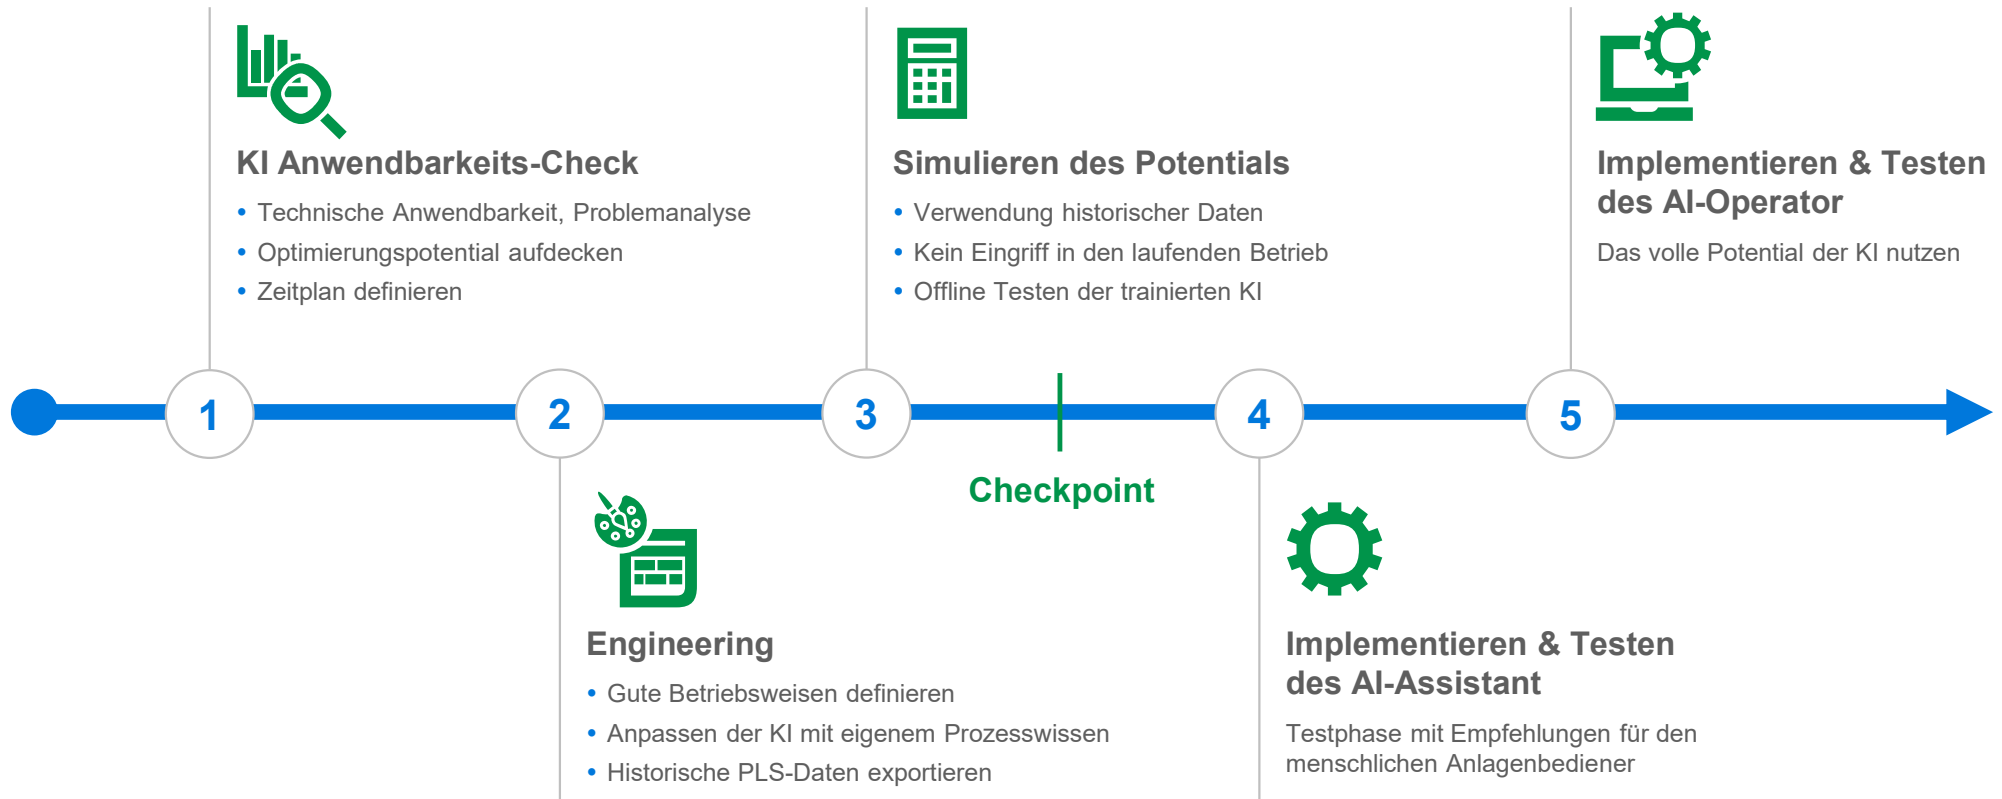 KI Anwendbarkeits-Check
• Technische Anwendbarkeit, Problemanalyse
• Optimierungspotential aufdecken
• Zeitplan definieren
Simulieren des Potentials
• Verwendung historischer Daten
• Kein Eingriff in den laufenden Betrieb
• Offline Testen der trainierten KI
Implementieren & Testen
des AI-Operator
Das volle Potential der KI nutzen
1
2
3
4
5
Checkpoint
Engineering
• Gute Betriebsweisen definieren
• Anpassen der KI mit eigenem Prozesswissen
• Historische PLS-Daten exportieren
Implementieren & Testen
des AI-Assistant
Testphase mit Empfehlungen für den
menschlichen Anlagenbediener